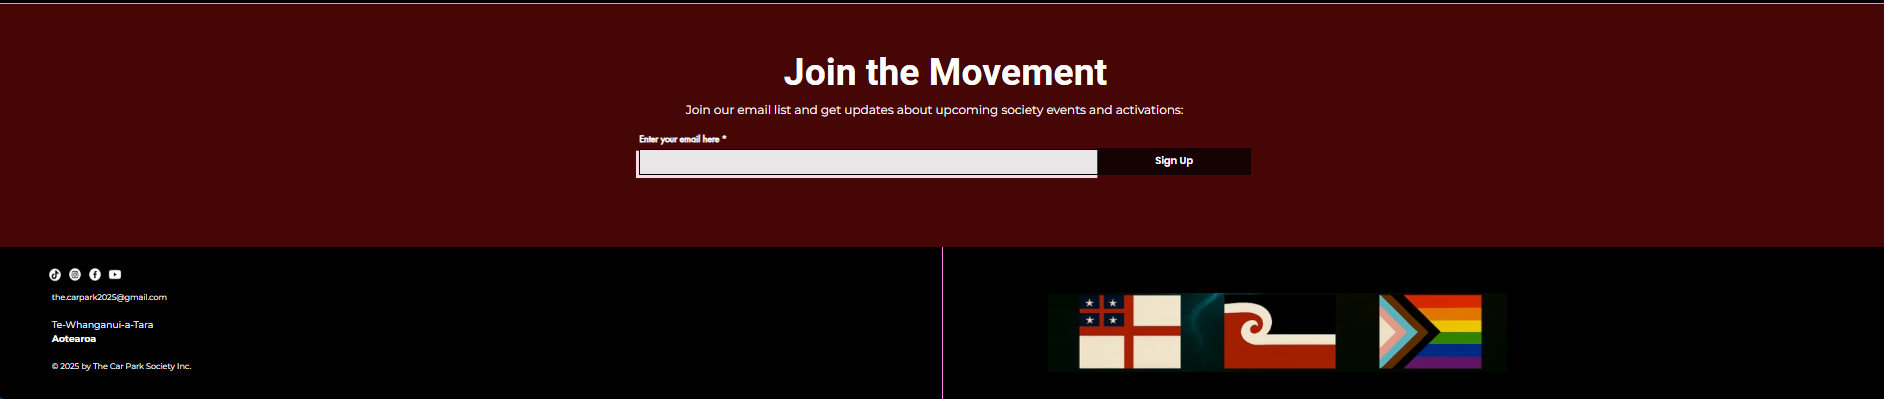 Join the Movement
Join our email list and get updates about upcoming society events and activations:
Enter your email here *
Sign Up
the.carpark2025@gmail.com
Te-Whanganui-a-Tara
Aotearoa
© 2025 by The Car Park Society Inc.